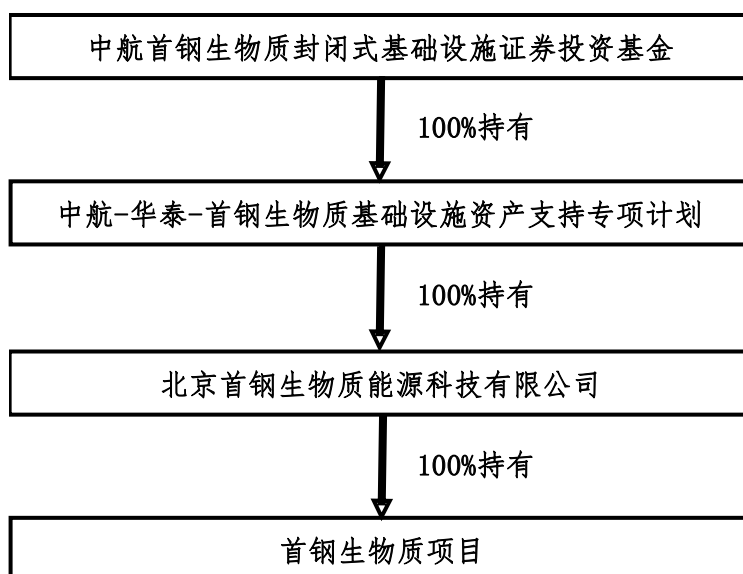 中航首钢生物质封闭式基础设施证券投资基金
100%持有
中航-华泰-首钢生物质基础设施资产支持专项计划
100%持有
北京首钢生物质能源科技有限公司
100%持有
首钢生物质项目